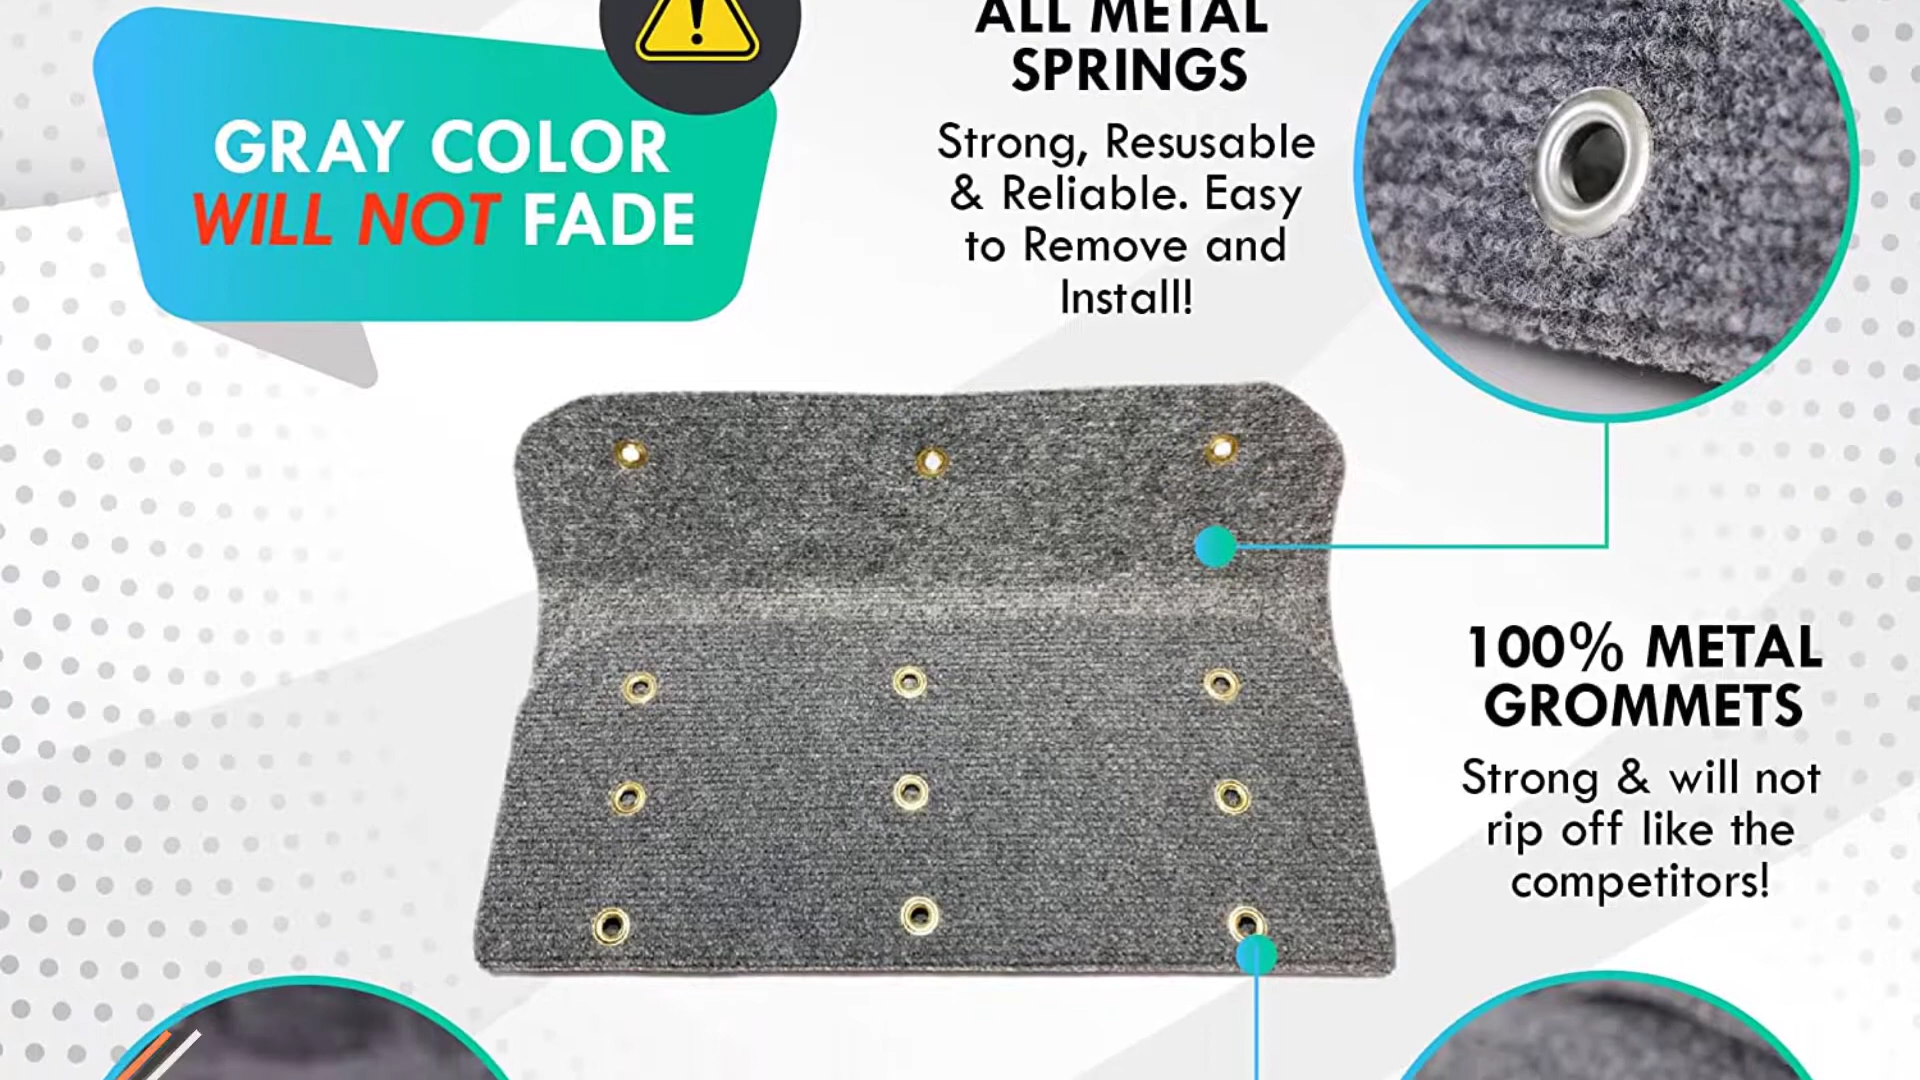 GRAY COLOR
WILL NOT FADE
ALL METAL
SPRINGS
Strong, Resusable
& Reliable. Easy
to Remove and
Install!
100% METAL
GROMMETS
Strong & will not
rip off like the
competitors!